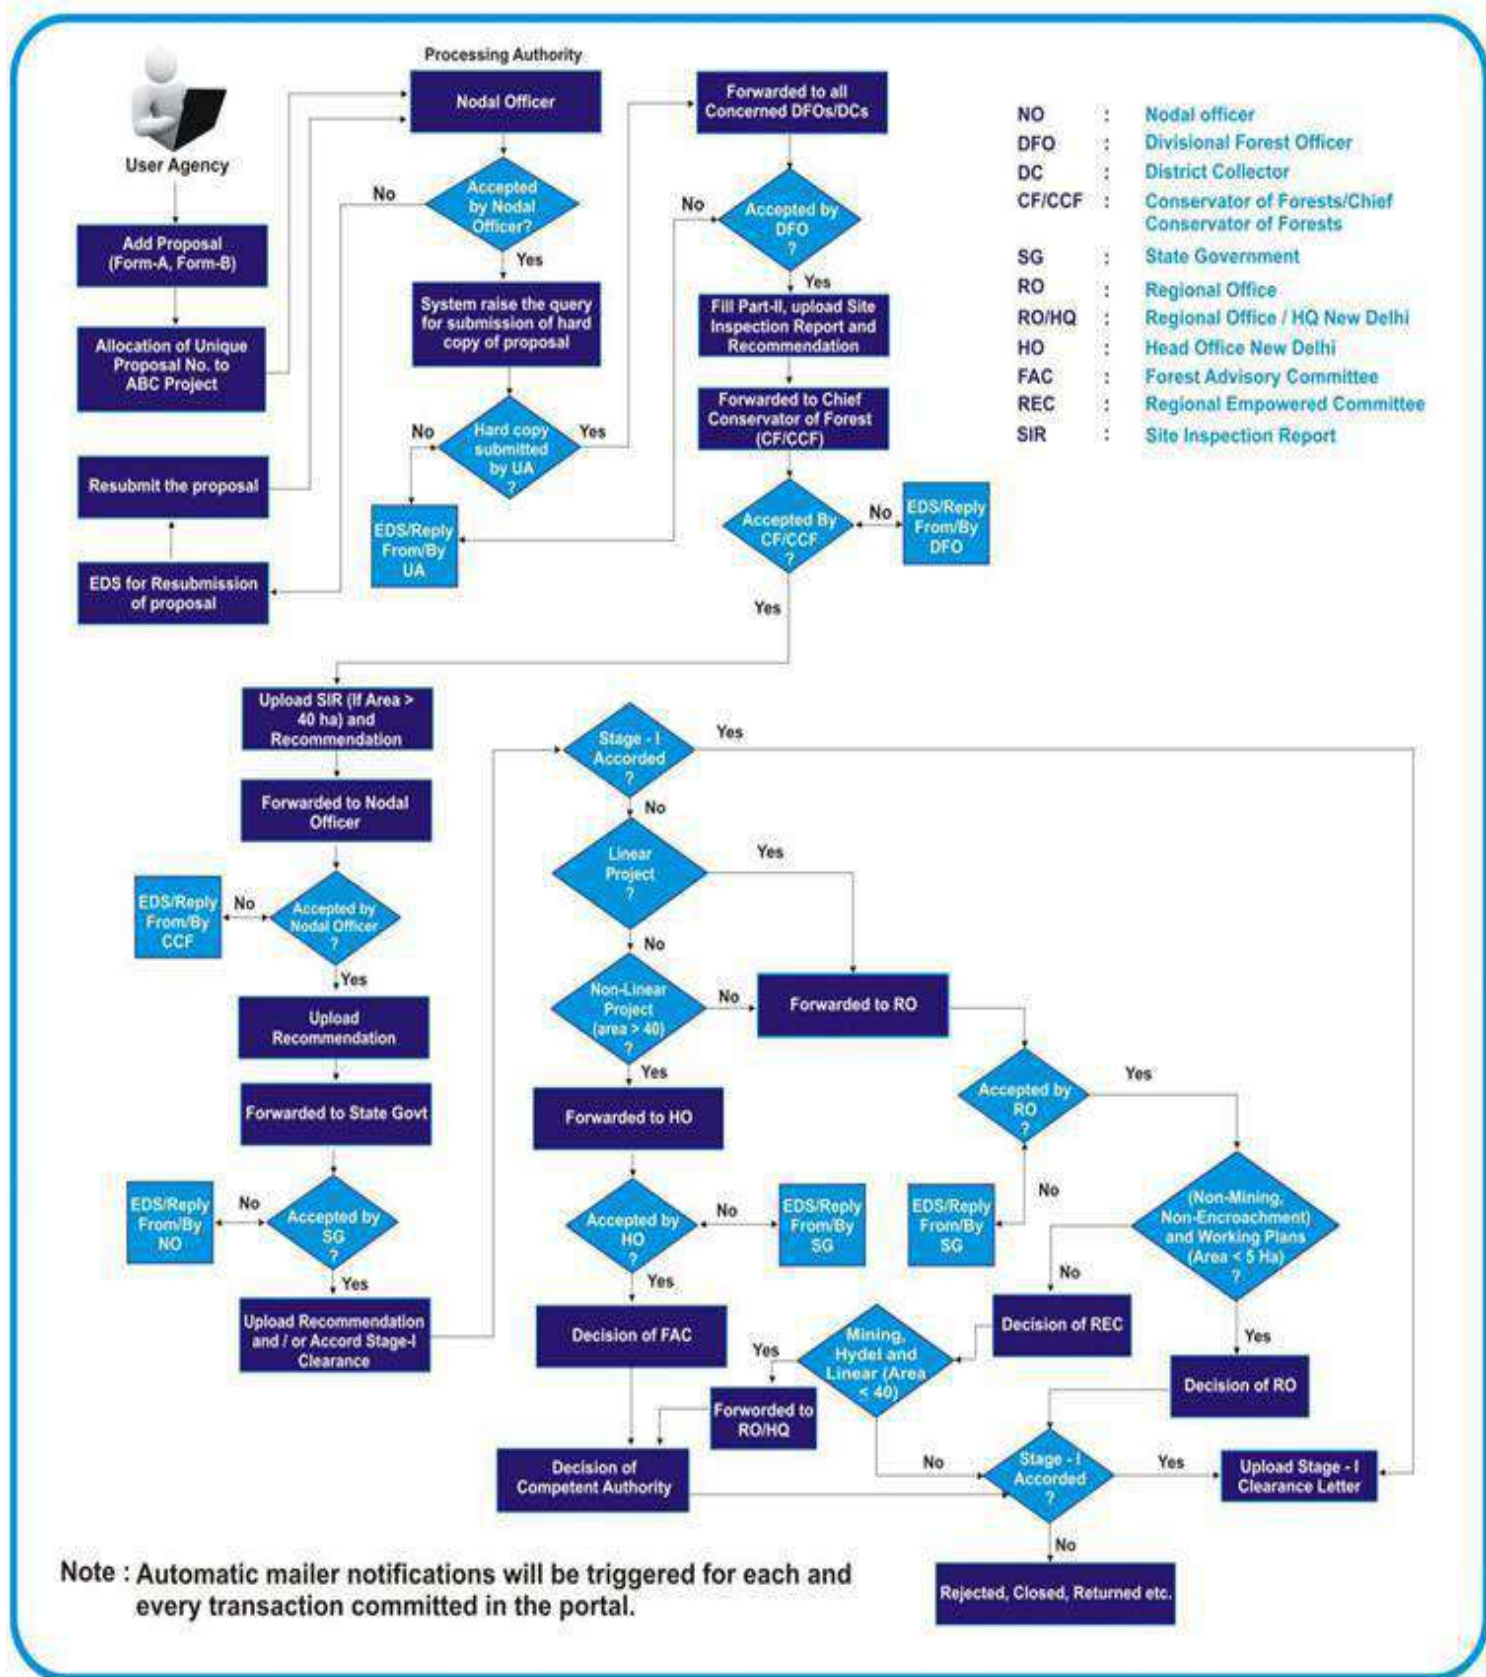 Processing Authority
User Agency
Add Proposal
(Form-A, Form-B)
Allocation of Unique
Proposal No. to
ABC Project
Resubmit the proposal
EDS for Resubmission
of proposal
Nodal Officer
Accepted
by Nodal
Officer?
No
Yes
System raise the query
for submission of hard
copy of proposal
Hard copy
submitted
by UA
?
No
Yes
EDS/Reply
From/By
UA
Forwarded to all
Concerned DFOs/DCs
Accepted by
DFO
?
No
Yes
Fill Part-II, upload Site
Inspection Report and
Recommendation
Forwarded to Chief
Conservator of Forest
(CF/CCF)
Accepted By
CF/CCF
?
No
EDS/Reply
From/By
DFO
Yes
NO : Nodal officer
DFO : Divisional Forest Officer
DC : District Collector
CF/CCF : Conservator of Forests/Chief
Conservator of Forests
SG : State Government
RO : Regional Office
RO/HQ : Regional Office / HQ New Delhi
HO : Head Office New Delhi
FAC : Forest Advisory Committee
REC : Regional Empowered Committee
SIR : Site Inspection Report
Upload SIR (If Area >
40 ha) and
Recommendation
Forwarded to Nodal
Officer
Accepted by
Nodal Officer
?
No
EDS/Reply
From/By
CCF
Yes
Upload
Recommendation
Forwarded to State Govt
Accepted by
SG
?
No
EDS/Reply
From/By
NO
Yes
Upload Recommendation
and / or Accord Stage-I
Clearance
Stage - I
Accorded
?
Yes
No
Linear
Project
?
Yes
No
Non-Linear
Project
(area > 40)
?
No
Yes
Forwarded to RO
Forwarded to HO
Accepted by
HO
?
No
EDS/Reply
From/By
SG
Yes
Decision of FAC
Accepted by
RO
?
Yes
No
EDS/Reply
From/By
SG
(Non-Mining,
Non-Encroachment)
and Working Plans
(Area < 5 Ha)
?
No
Yes
Decision of REC
Decision of RO
Mining,
Hydel and
Linear (Area
< 40)
Yes
No
Forworded to
RO/HQ
Decision of
Competent Authority
Stage - I
Accorded
?
Yes
Upload Stage - I
Clearance Letter
No
Rejected, Closed, Returned etc.
Note : Automatic mailer notifications will be triggered for each and
every transaction committed in the portal.